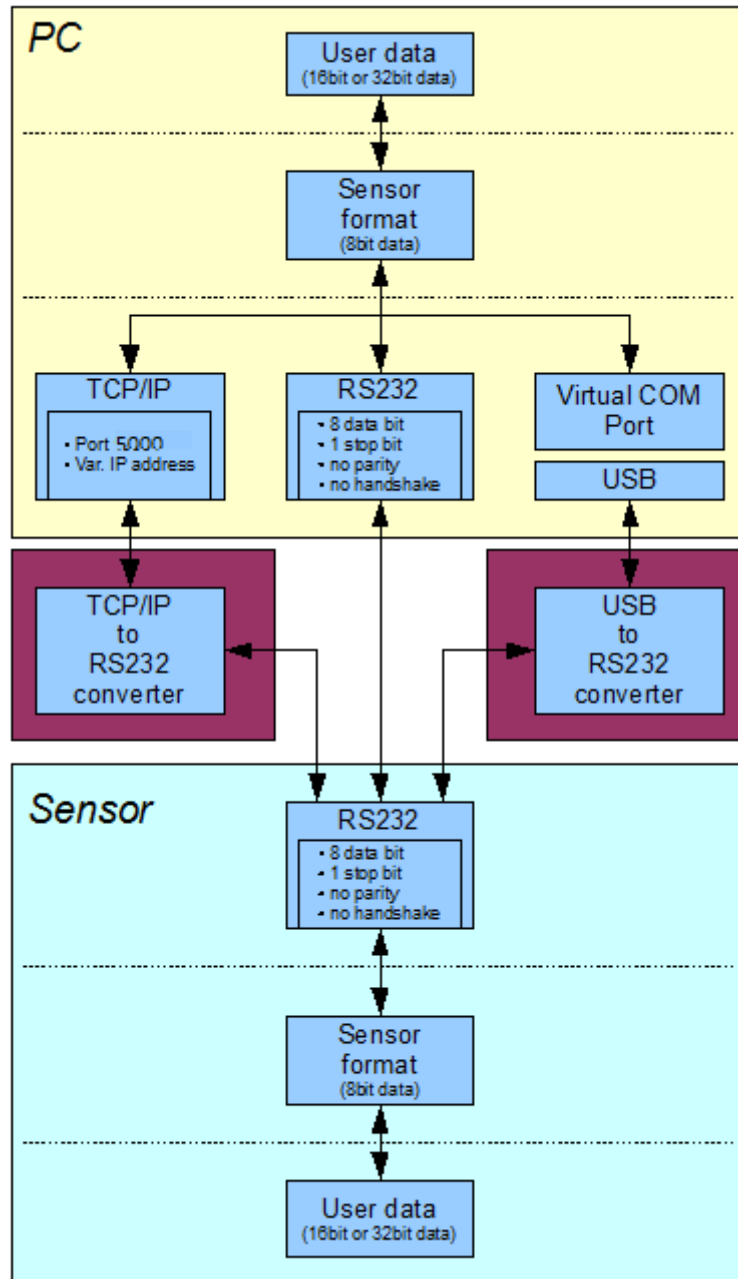 PC
User data
(16bit or 32bit data)
Sensor
format
(8bit data)
TCP/IP
• Port 5000
• Var. IP address
RS232
• 8 data bit
• 1 stop bit
• no parity
• no handshake
Virtual COM
Port
USB
TCP/IP
to
RS232
converter
USB
to
RS232
converter
Sensor
RS232
• 8 data bit
• 1 stop bit
• no parity
• no handshake
Sensor
format
(8bit data)
User data
(16bit or 32bit data)